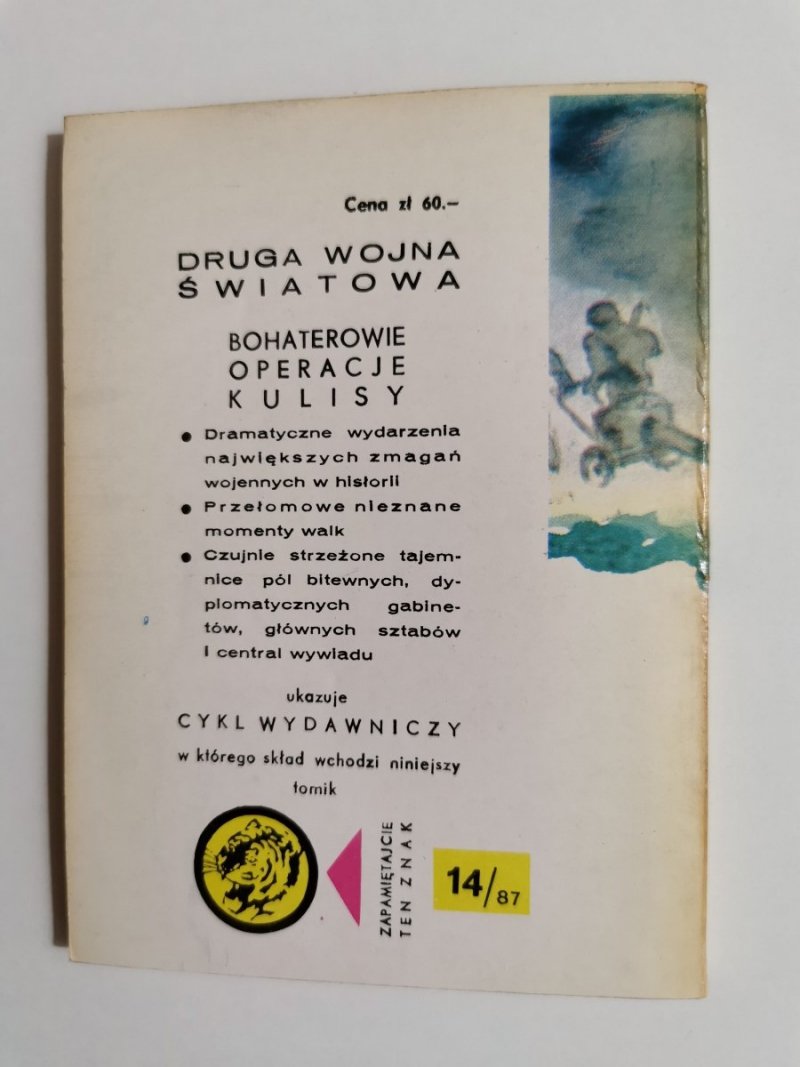 Cena zł 60.–
DRUGA WOJNA
ŚWIATOWA
BOHATEROWIE
OPERACJE
KULISY
● Dramatyczne wydarzenia
największych zmagań
wojennych w historii
● Przełomowe nieznane
momenty walk
● Czujnie strzeżone tajem-
nice pól bitewnych, dy-
plomatycznych gabine-
tów, głównych sztabów
i central wywiadu
ukazuje
CYKL WYDAWNICZY
w którego skład wchodzi niniejszy
tomik
ZAPAMIĘTAJCIE
TEN ZNAK
14/87